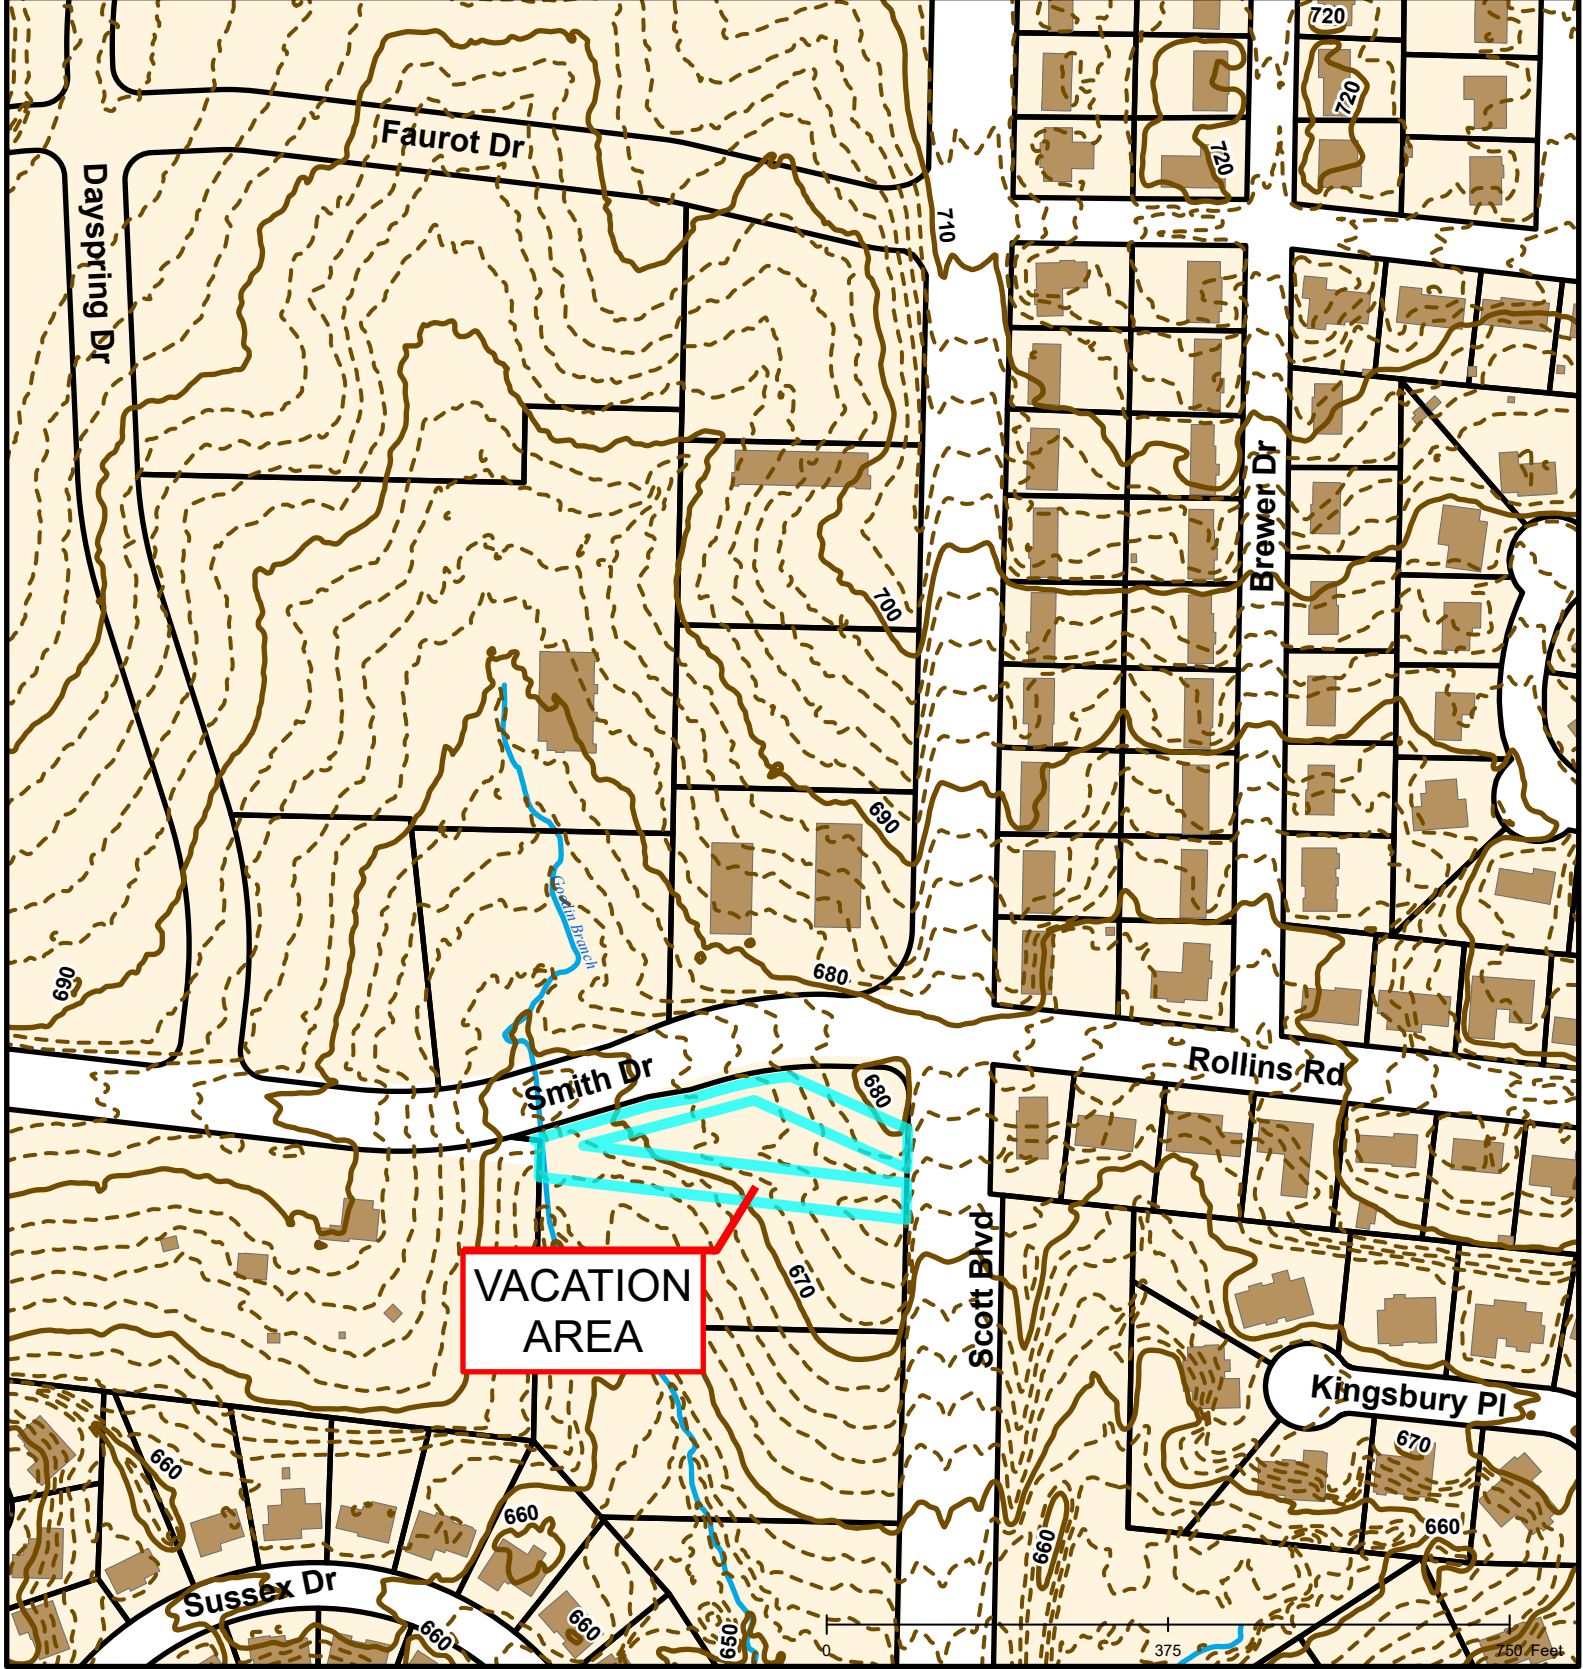 720
720
Faurot Dr
720
Dayspring Dr
710
Brewer Dr
700
690
Goodin Branch
680
690
Smith Dr
Rollins Rd
680
Scott Blvd
VACATION
AREA
670
Kingsbury Pl
670
660
660
660
660
Sussex Dr
660
660
650
0
375
750 Feet